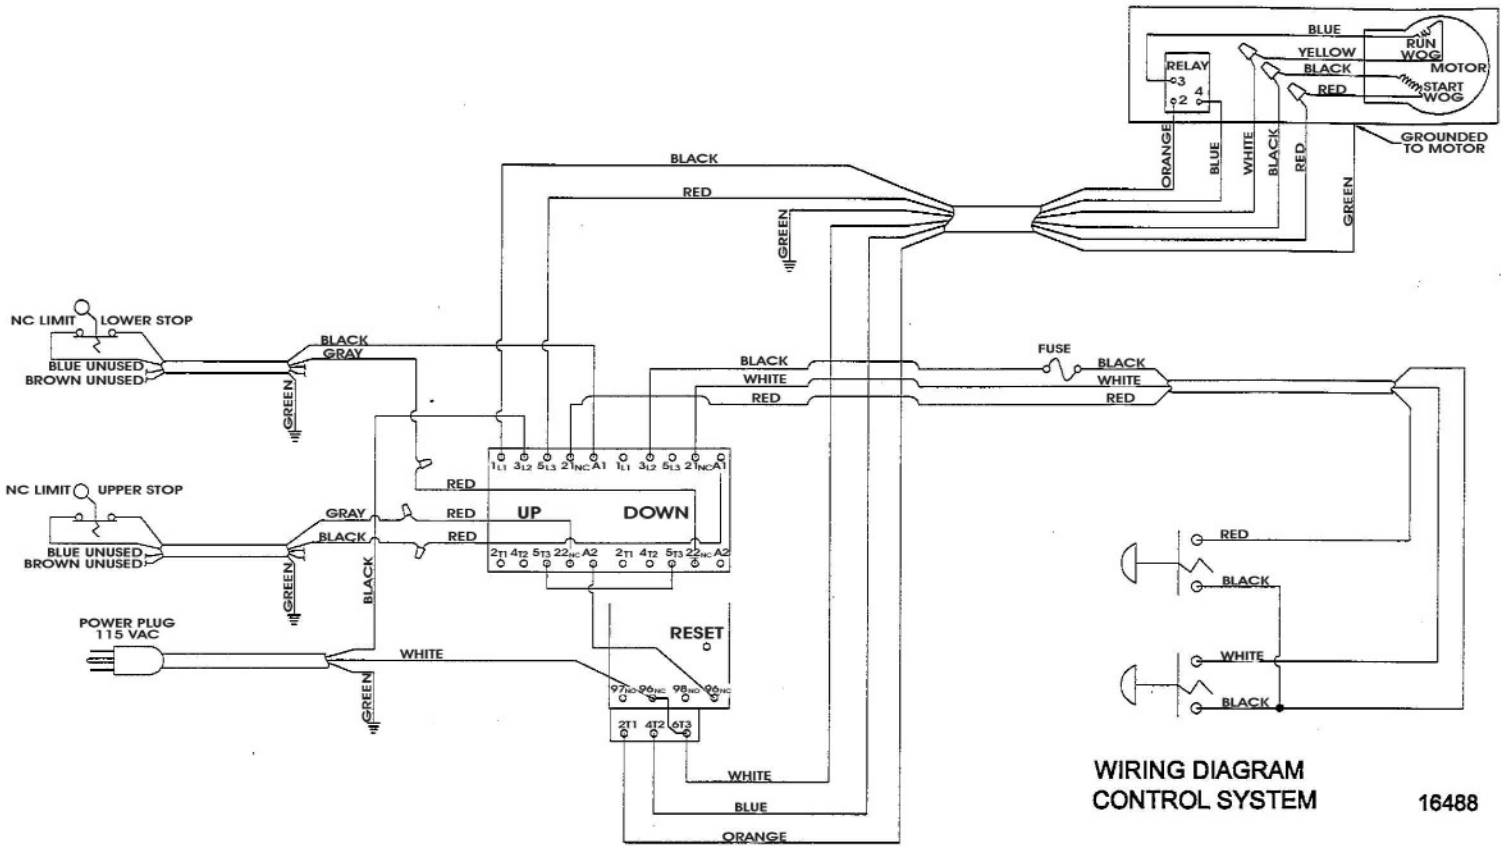 BLUE
RUN
WOG
YELLOW
MOTOR
RELAY
BLACK
3
START
WOG
RED
4
2
GROUNDED
TO MOTOR
ORANGE
BLUE
WHITE
BLACK
RED
GREEN
BLACK
RED
GREEN
NC LIMIT LOWER STOP
BLACK
GRAY
BLUE UNUSED
BROWN UNUSED
GREEN
FUSE
BLACK
BLACK
WHITE
WHITE
RED
RED
1L1 3L2 5L3 21NC A1 1L1 3L2 5L3 21NC A1
NC LIMIT UPPER STOP
RED
GRAY
RED
UP
DOWN
BLACK
RED
BLUE UNUSED
BROWN UNUSED
2T1 4T2 5T3 22NC A2 2T1 4T2 5T3 22NC A2
GREEN
BLACK
RED
BLACK
POWER PLUG
115 VAC
RESET
WHITE
WHITE
GREEN
97NO 96NC 98NO 96NC
BLACK
2T1 4T2 6T3
WHITE
BLUE
ORANGE
WIRING DIAGRAM
CONTROL SYSTEM
16488